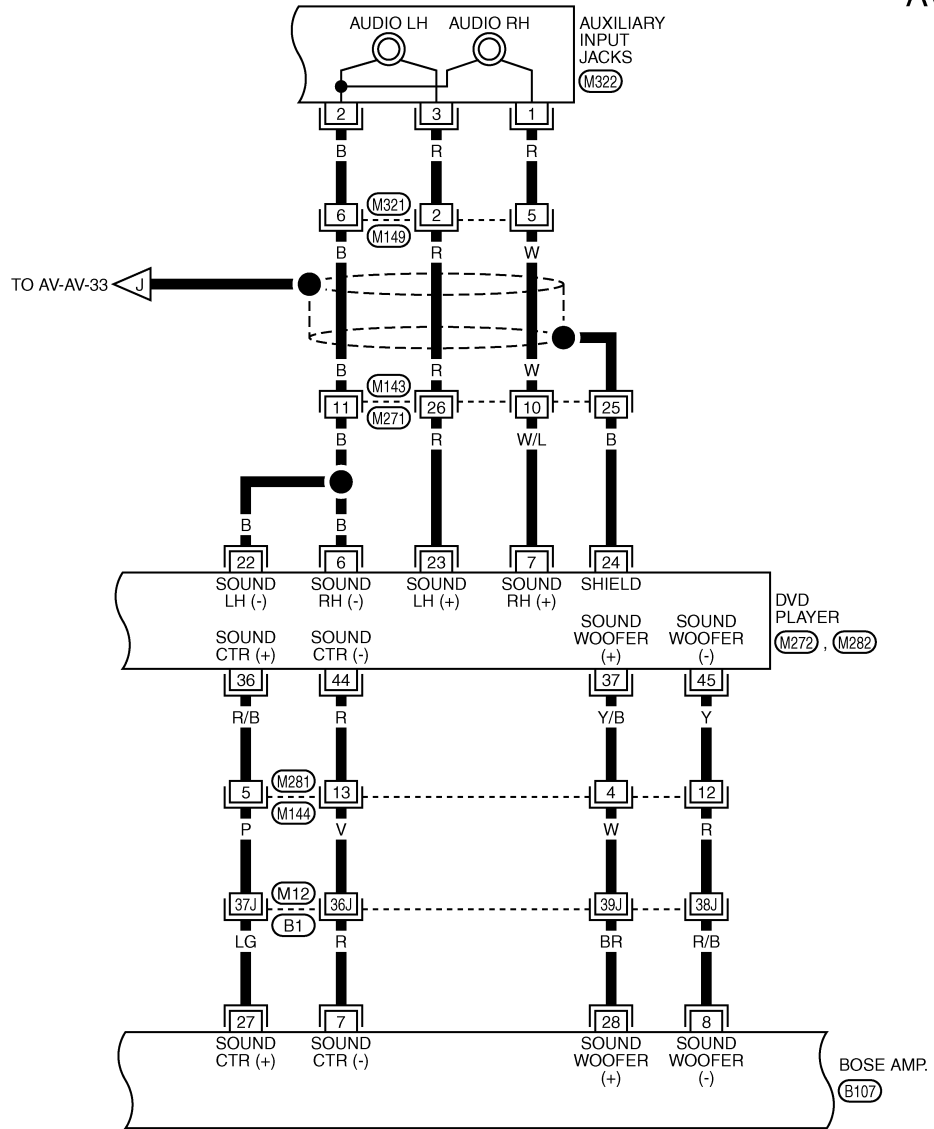 AUDIO LH AUDIO RH
AUXILIARY
INPUT
JACKS
M322
2 3 1
B R R
M321
6 2 5
M149
B R W
TO AV-AV-33 J
B R W
M143
11 26 10 25
M271
B R W/L B
B B
22 6 23 7 24
SOUND SOUND SOUND SOUND SHIELD
LH (-) RH (-) LH (+) RH (+)
DVD
PLAYER
M272 , M282
SOUND SOUND
SOUND SOUND WOOFER WOOFER
CTR (+) CTR (-) (+) (-)
36 44 37 45
R/B R Y/B Y
M281
5 13 4 12
M144
P V W R
M12
37J 36J 39J 38J
B1
LG R BR R/B
27 7 28 8
SOUND SOUND SOUND SOUND
CTR (+) CTR (-) WOOFER WOOFER
(+) (-)
BOSE AMP.
B107